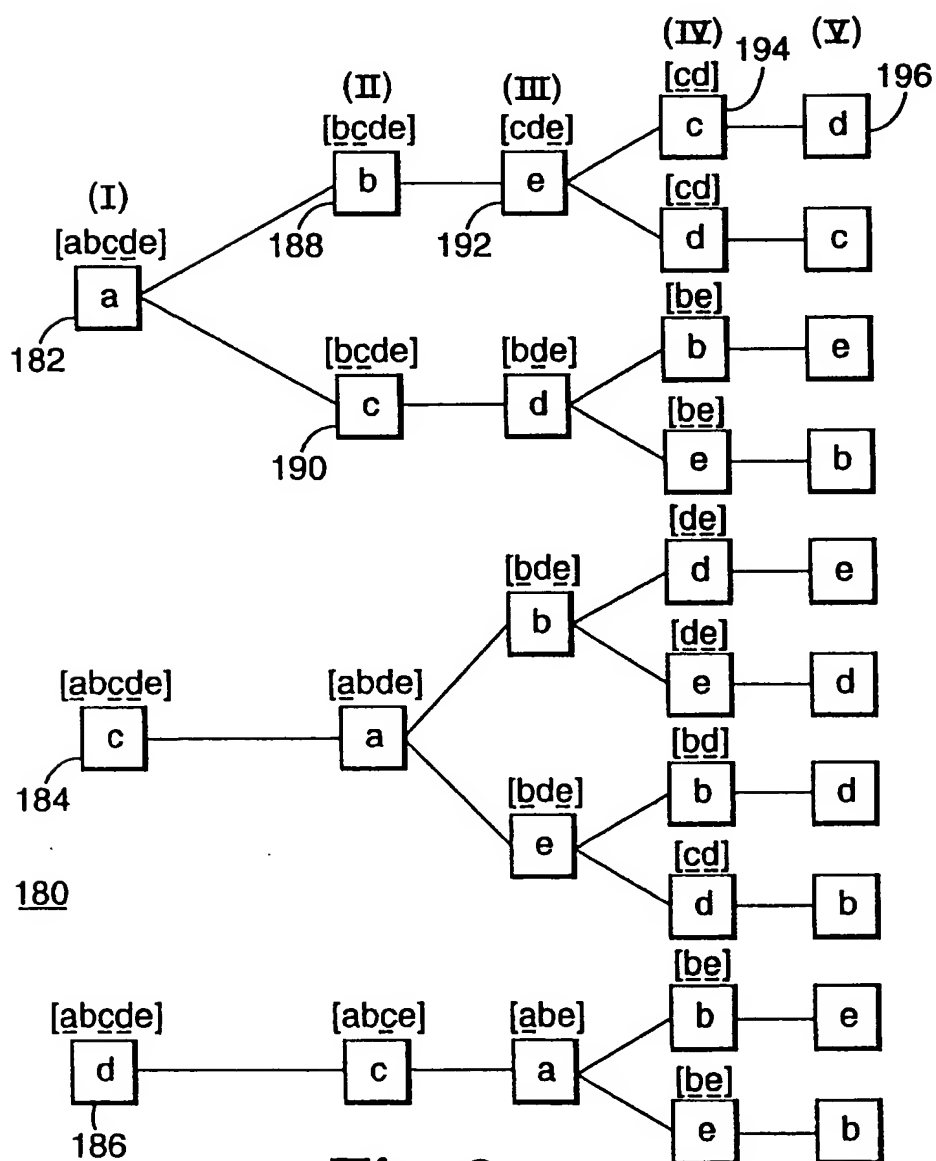 (IV) (V)
194
[cd]
196
(II) (III)
c d
[bcde] [cde]
b e
[cd]
(I)
188 192
d c
[abcde]
a
[be]
182
[bcde] [bde]
b e
c d
[be]
190
e b
[de]
[bde]
d e
b
[de]
[abcde] [abde]
e d
c a
[bd]
184
[bde]
b d
e
[cd]
180
d b
[be]
[abcde] [abce] [abe]
b e
d c a
[be]
186
e b